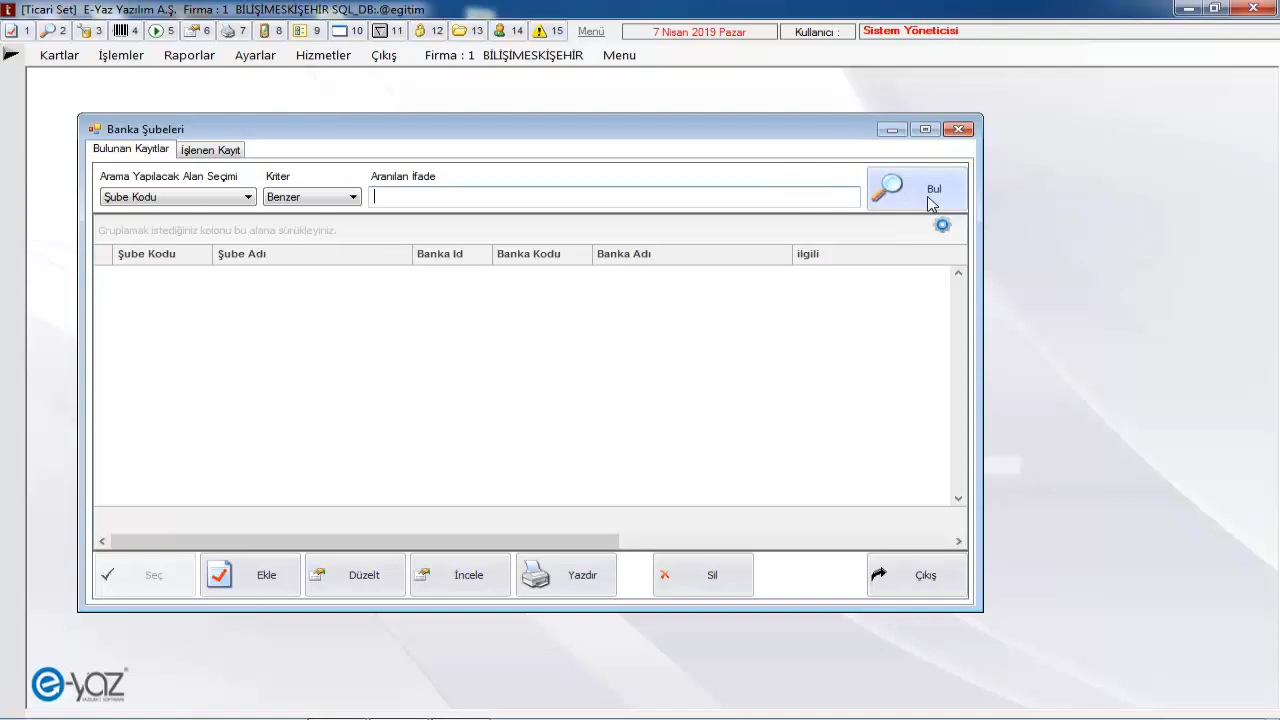 [Ticari Set] E-Yaz Yazılım A.Ş. Firma : 1 BİLİŞİMESKİŞEHİR SQL_DB:.@egitim
1 2 3 4 5 6 7 8 9 10 11 12 13 14 15 Menü 7 Nisan 2019 Pazar Kullanıcı : Sistem Yöneticisi
Kartlar İşlemler Raporlar Ayarlar Hizmetler Çıkış Firma : 1 BİLİŞİMESKİŞEHİR Menu
Banka Şubeleri
Bulunan Kayıtlar İşlenen Kayıt
Arama Yapılacak Alan Seçimi Kriter Aranılan İfade
Şube Kodu Benzer Bul
Gruplamak istediğiniz kolonu bu alana sürükleyiniz.
Şube Kodu Şube Adı Banka Id Banka Kodu Banka Adı ilgili
Seç Ekle Düzelt İncele Yazdır Sil Çıkış
e-yaz